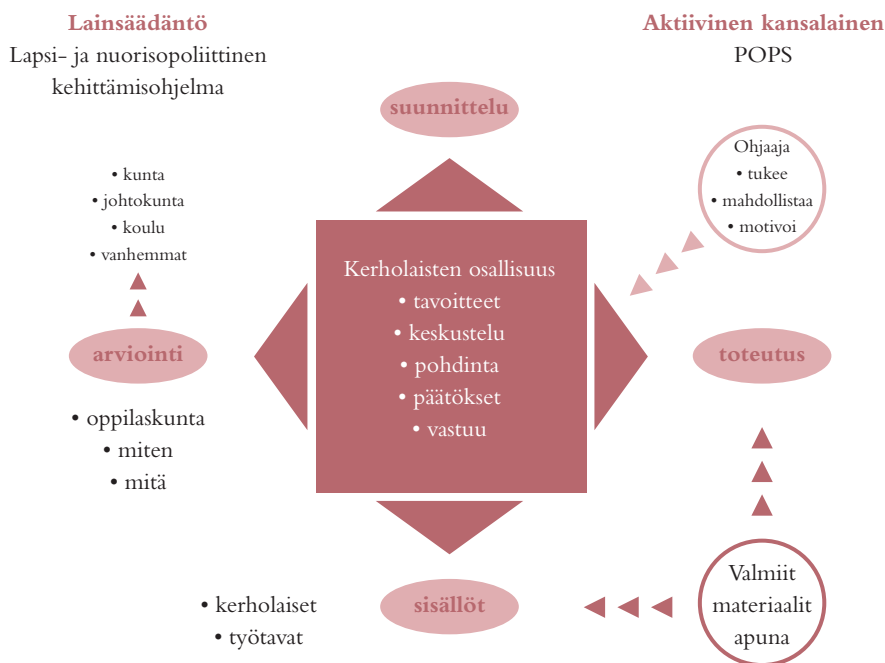 Lainsäädäntö
Lapsi- ja nuorisopoliittinen
kehittämisohjelma
Aktiivinen kansalainen
POPS
suunnittelu
• kunta
• johtokunta
• koulu
• vanhemmat
Ohjaaja
• tukee
• mahdollistaa
• motivoi
Kerholaisten osallisuus
• tavoitteet
• keskustelu
• pohdinta
• päätökset
• vastuu
arviointi
toteutus
• oppilaskunta
• miten
• mitä
• kerholaiset
• työtavat
sisällöt
Valmiit
materiaalit
apuna